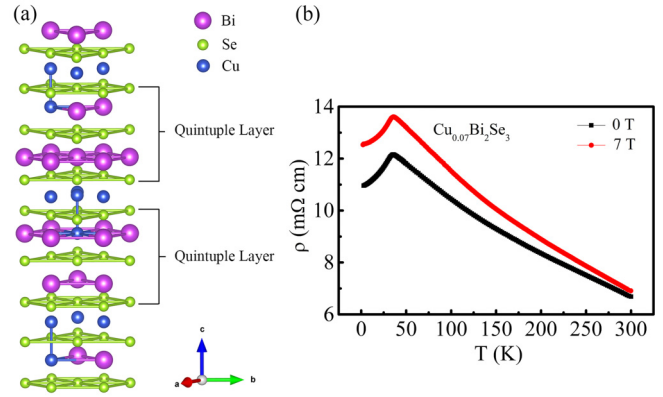 (a)
Bi
Se
Cu
Quintuple Layer
Quintuple Layer
c
a
b
(b)
Cu0.07Bi2Se3
0 T
7 T
ρ (mΩ cm)
14
12
10
8
6
0 50 100 150 200 250 300
T (K)